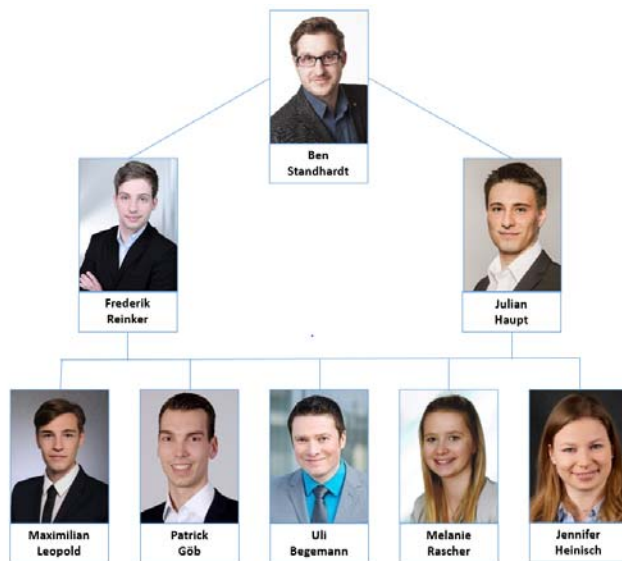 Ben
Standhardt
Frederik
Reinker
Julian
Haupt
Maximilian
Leopold
Patrick
Göb
Uli
Begemann
Melanie
Rascher
Jennifer
Heinisch